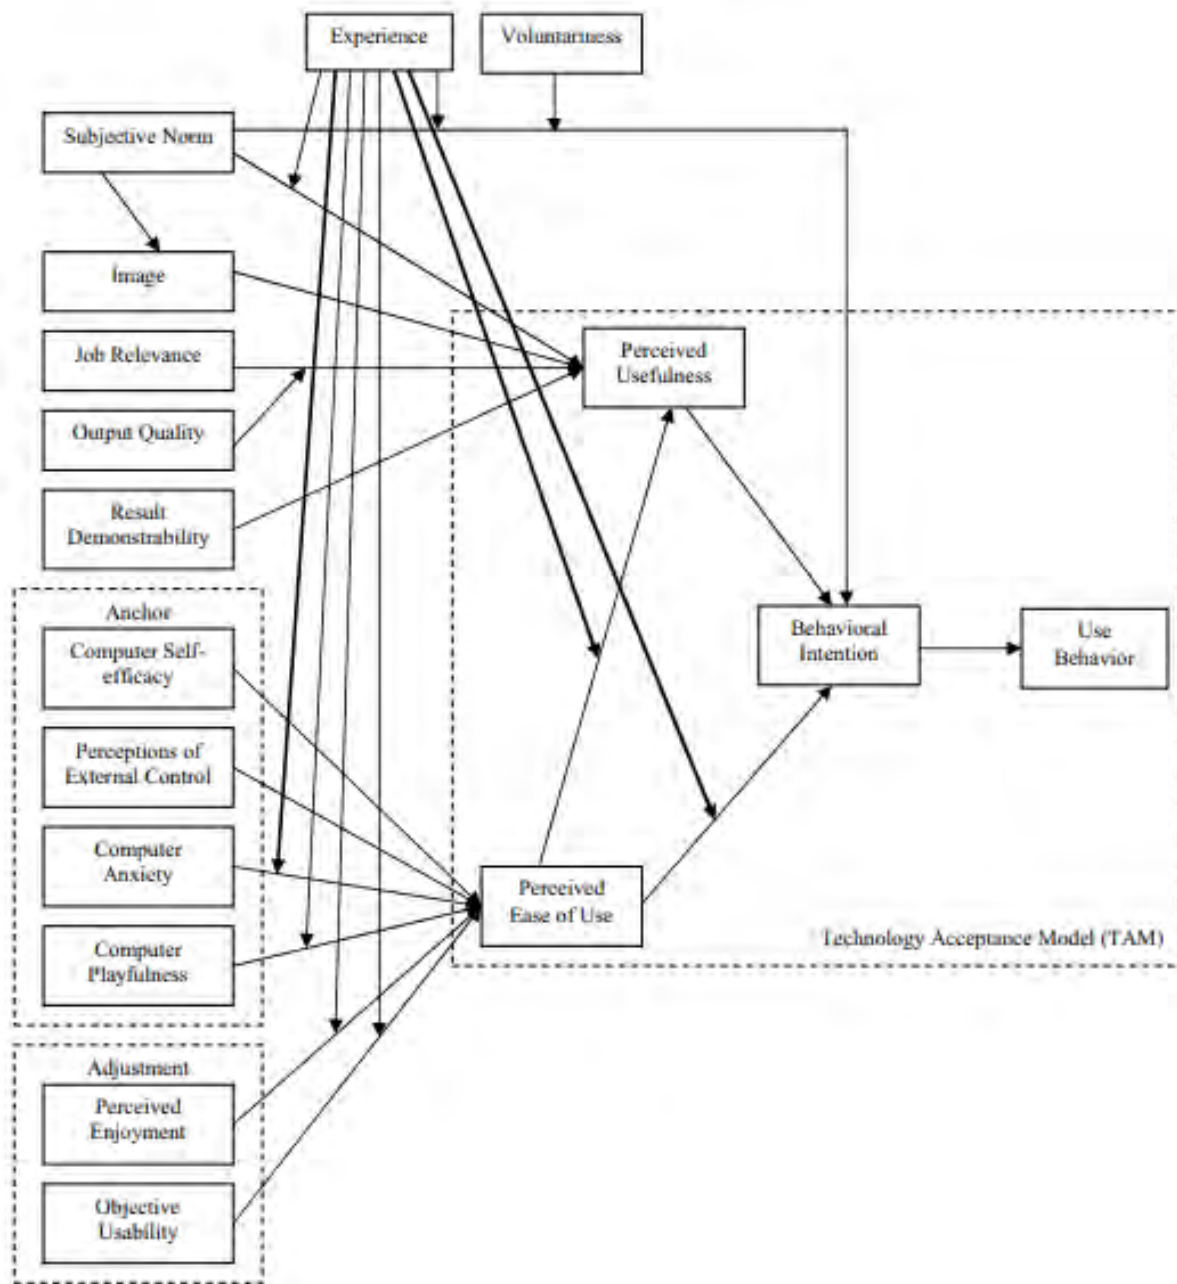 Experience
Voluntariness
Subjective Norm
Image
Job Relevance
Output Quality
Result
Demonstrability
Perceived
Usefulness
Anchor
Computer Self-
efficacy
Perceptions of
External Control
Computer
Anxiety
Computer
Playfulness
Behavioral
Intention
Use
Behavior
Perceived
Ease of Use
Technology Acceptance Model (TAM)
Adjustment
Perceived
Enjoyment
Objective
Usability